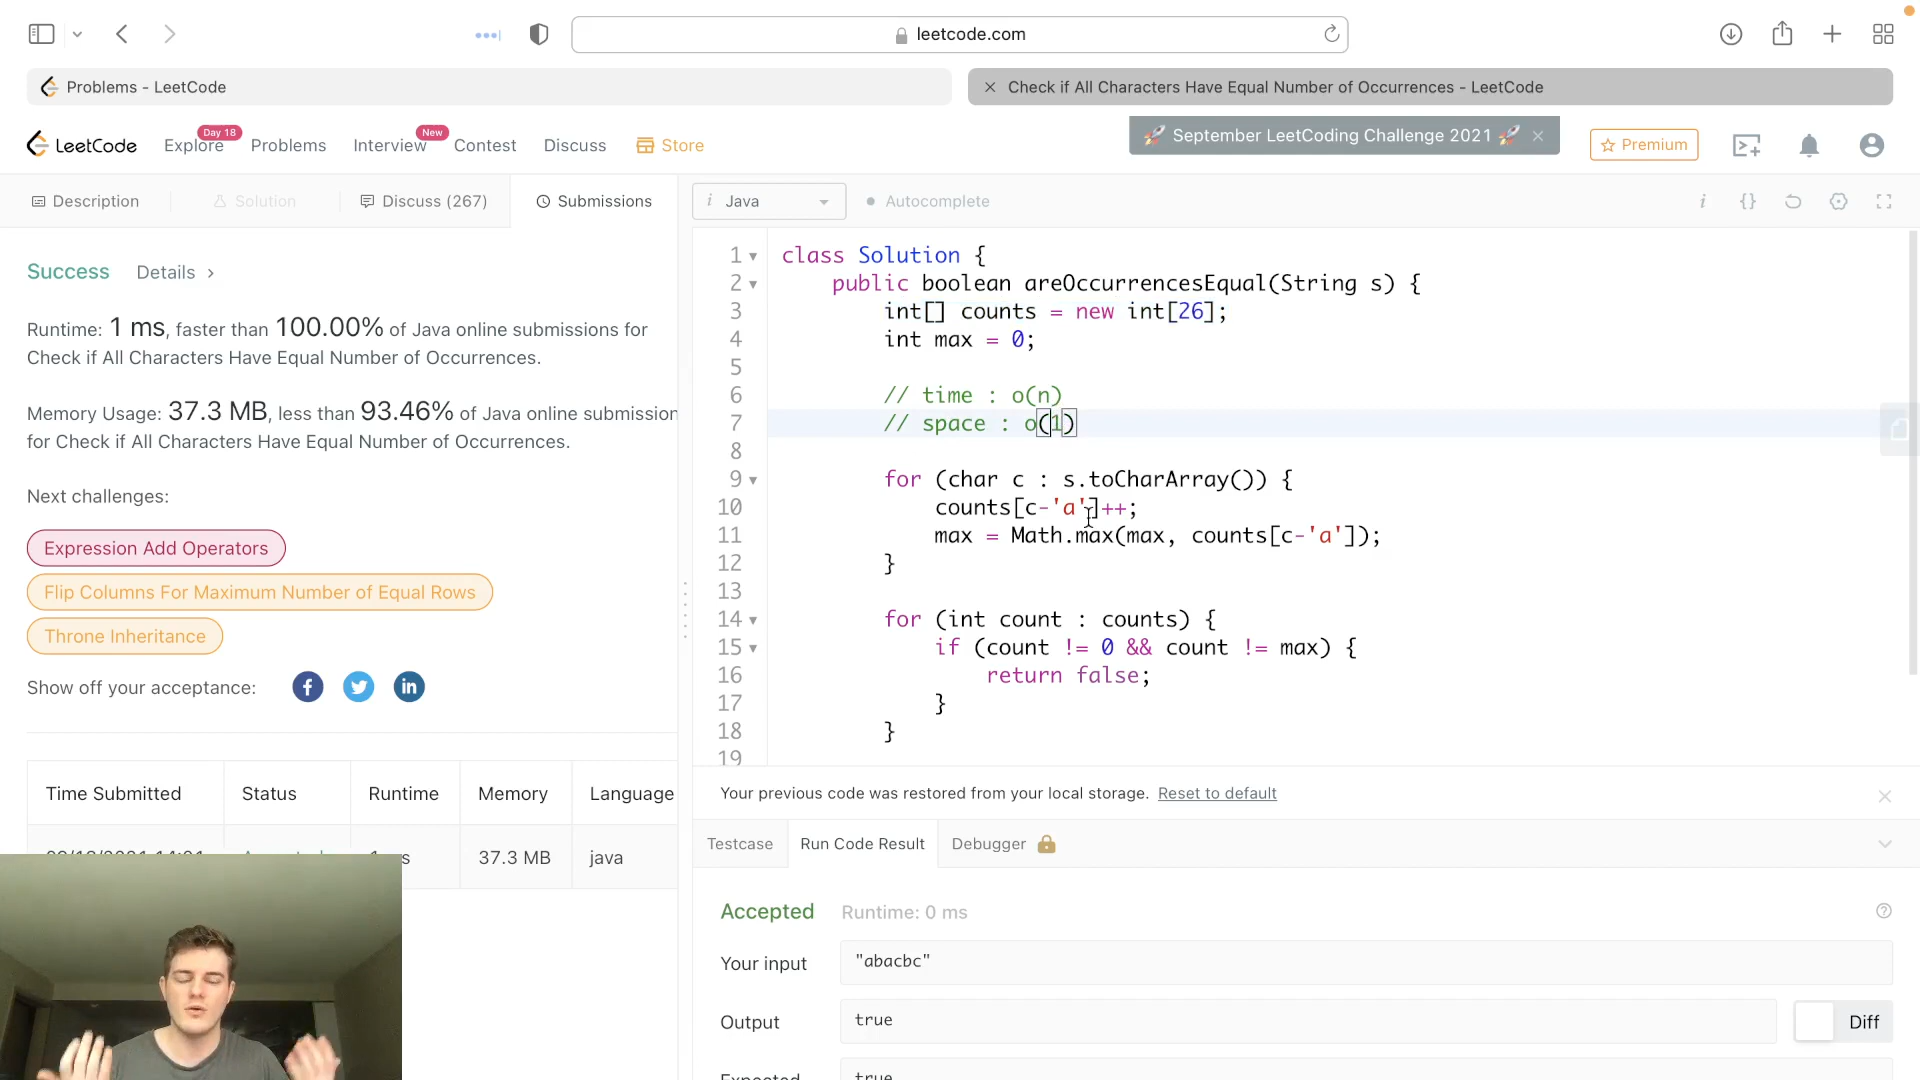 leetcode.com
Problems - LeetCode
Check if All Characters Have Equal Number of Occurrences - LeetCode
LeetCode
Explore
Day 18
Problems
Interview
New
Contest
Discuss
Store
🚀 September LeetCoding Challenge 2021 🚀
Premium
Description
Solution
Discuss (267)
Submissions
i Java
Autocomplete
Success Details
Runtime: 1 ms, faster than 100.00% of Java online submissions for
Check if All Characters Have Equal Number of Occurrences.
Memory Usage: 37.3 MB, less than 93.46% of Java online submission
for Check if All Characters Have Equal Number of Occurrences.
Next challenges:
Expression Add Operators
Flip Columns For Maximum Number of Equal Rows
Throne Inheritance
Show off your acceptance:
Time Submitted Status Runtime Memory Language
37.3 MB java
1 class Solution {
2 public boolean areOccurrencesEqual(String s) {
3 int[] counts = new int[26];
4 int max = 0;
5
6 // time : o(n)
7 // space : o(1)
8
9 for (char c : s.toCharArray()) {
10 counts[c-'a']++;
11 max = Math.max(max, counts[c-'a']);
12 }
13
14 for (int count : counts) {
15 if (count != 0 && count != max) {
16 return false;
17 }
18 }
19
Your previous code was restored from your local storage. Reset to default
Testcase
Run Code Result
Debugger
Accepted Runtime: 0 ms
Your input "abacbc"
Output true
Diff
Expected true